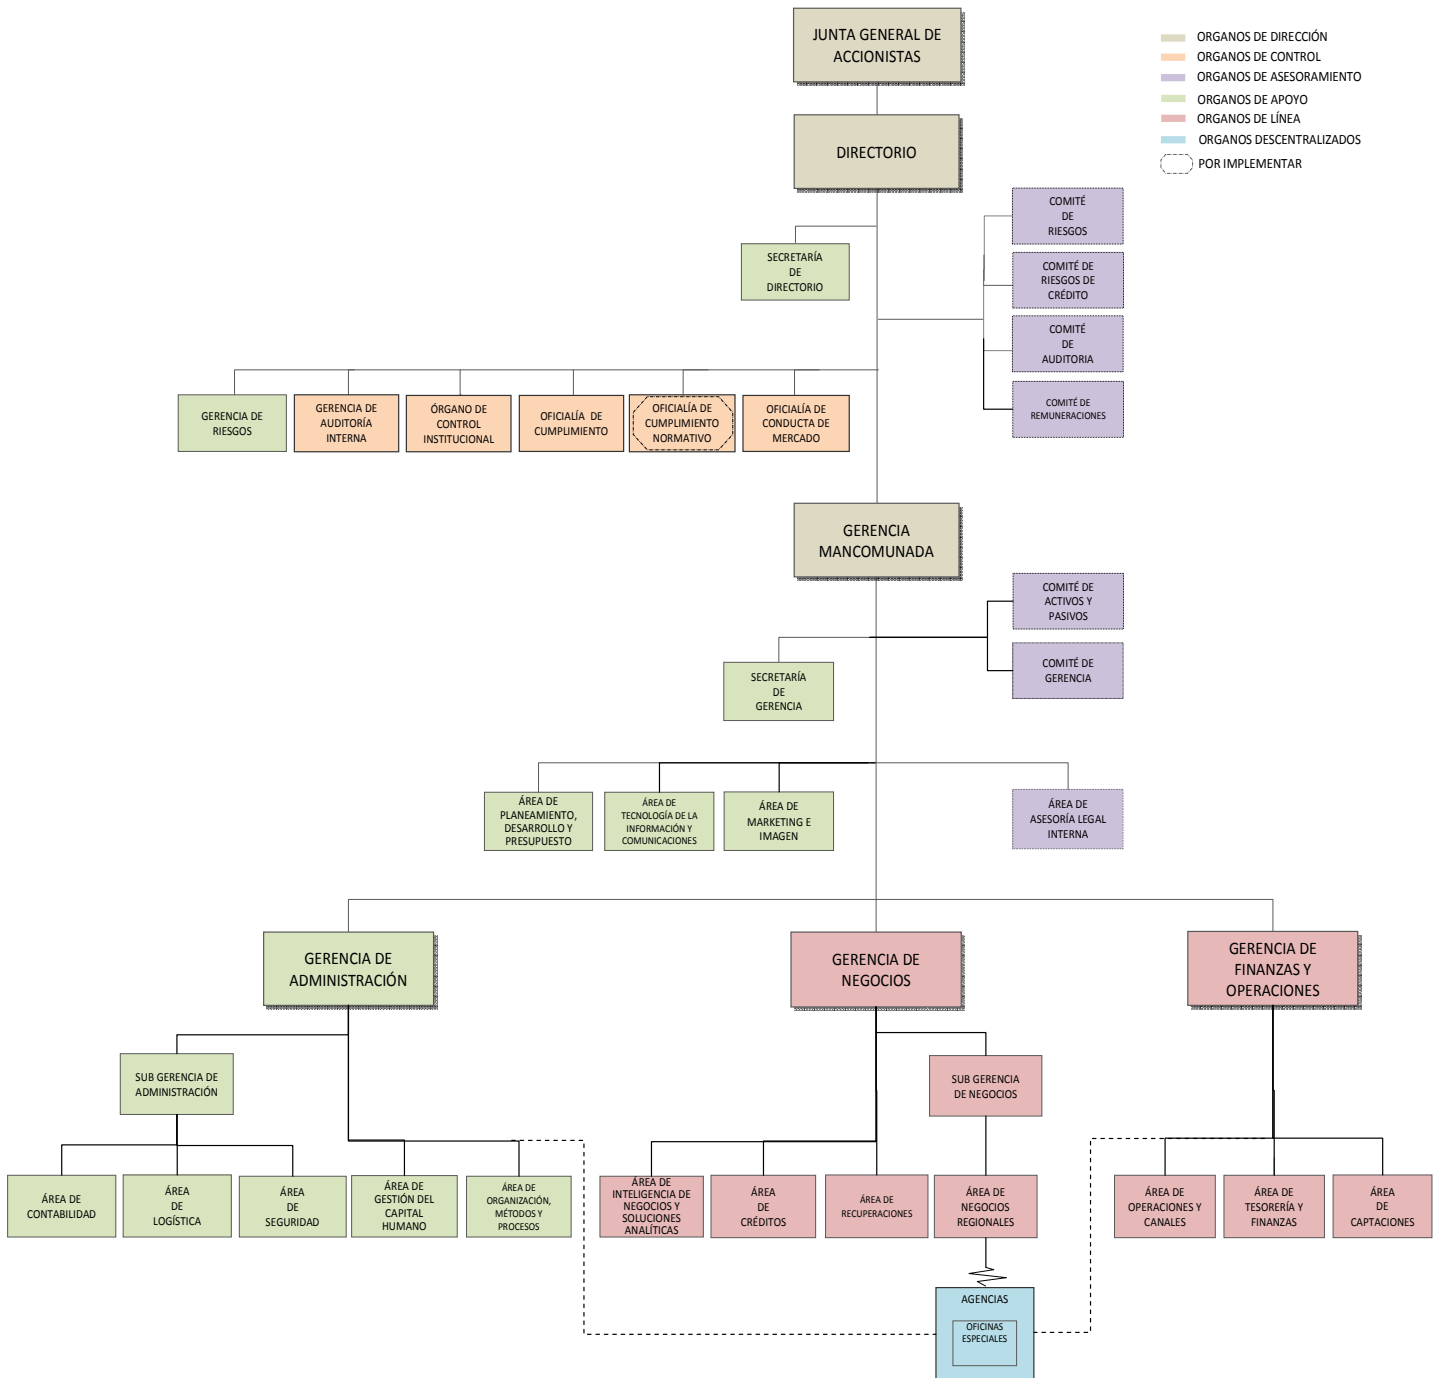 JUNTA GENERAL DE
ACCIONISTAS
ORGANOS DE DIRECCIÓN
ORGANOS DE CONTROL
ORGANOS DE ASESORAMIENTO
ORGANOS DE APOYO
ORGANOS DE LÍNEA
ORGANOS DESCENTRALIZADOS
POR IMPLEMENTAR
DIRECTORIO
COMITÉ
DE
RIESGOS
SECRETARÍA
DE
DIRECTORIO
COMITÉ DE
RIESGOS DE
CRÉDITO
COMITÉ
DE
AUDITORIA
COMITÉ DE
REMUNERACIONES
GERENCIA DE
RIESGOS
GERENCIA DE
AUDITORÍA
INTERNA
ÓRGANO DE
CONTROL
INSTITUCIONAL
OFICIALÍA DE
CUMPLIMIENTO
OFICIALÍA DE
CUMPLIMIENTO
NORMATIVO
OFICIALÍA DE
CONDUCTA DE
MERCADO
GERENCIA
MANCOMUNADA
COMITÉ DE
ACTIVOS Y
PASIVOS
COMITÉ DE
GERENCIA
SECRETARÍA
DE
GERENCIA
ÁREA DE
PLANEAMIENTO,
DESARROLLO Y
PRESUPUESTO
ÁREA DE
TECNOLOGÍA DE LA
INFORMACIÓN Y
COMUNICACIONES
ÁREA DE
MARKETING E
IMAGEN
ÁREA DE
ASESORÍA LEGAL
INTERNA
GERENCIA DE
ADMINISTRACIÓN
GERENCIA DE
NEGOCIOS
GERENCIA DE
FINANZAS Y
OPERACIONES
SUB GERENCIA DE
ADMINISTRACIÓN
SUB GERENCIA
DE NEGOCIOS
ÁREA DE
CONTABILIDAD
ÁREA
DE
LOGÍSTICA
ÁREA
DE
SEGURIDAD
ÁREA DE
GESTIÓN DEL
CAPITAL
HUMANO
ÁREA DE
ORGANIZACIÓN,
MÉTODOS Y
PROCESOS
ÁREA DE
INTELIGENCIA DE
NEGOCIOS Y
SOLUCIONES
ANALÍTICAS
ÁREA
DE
CRÉDITOS
ÁREA DE
RECUPERACIONES
ÁREA DE
NEGOCIOS
REGIONALES
ÁREA DE
OPERACIONES Y
CANALES
ÁREA DE
TESORERÍA Y
FINANZAS
ÁREA
DE
CAPTACIONES
AGENCIAS
OFICINAS
ESPECIALES